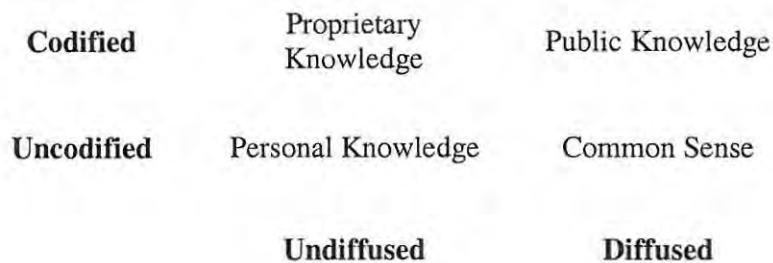 Codified Proprietary Knowledge Public Knowledge
Uncodified Personal Knowledge Common Sense
Undiffused Diffused